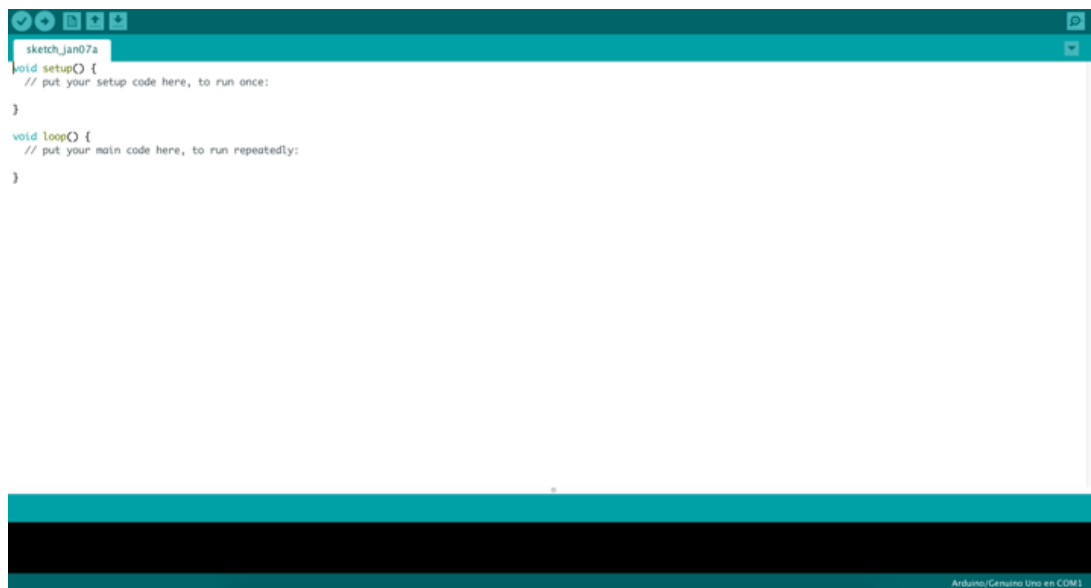 sketch_jan07a
void setup() {
  // put your setup code here, to run once:
}
void loop() {
  // put your main code here, to run repeatedly:
}
Arduino/Genuino Uno en COM1